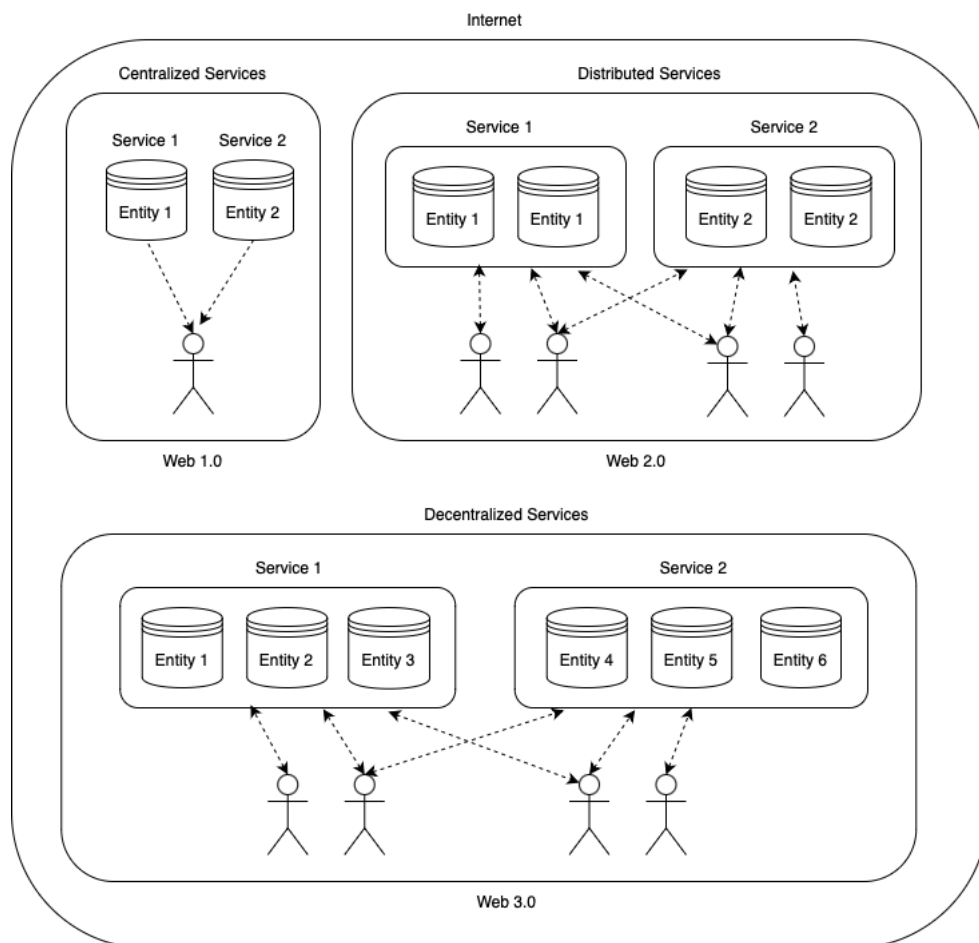 Internet
Centralized Services
Distributed Services
Service 1
Service 2
Entity 1
Entity 2
Web 1.0
Service 1
Service 2
Entity 1
Entity 1
Entity 2
Entity 2
Web 2.0
Decentralized Services
Service 1
Service 2
Entity 1
Entity 2
Entity 3
Entity 4
Entity 5
Entity 6
Web 3.0